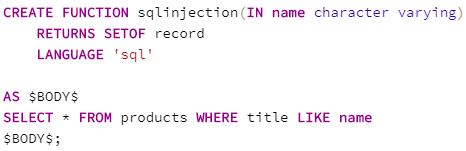 CREATE FUNCTION sqlinjection(IN name character varying)
    RETURNS SETOF record
    LANGUAGE 'sql'

AS $BODY$
SELECT * FROM products WHERE title LIKE name
$BODY$;